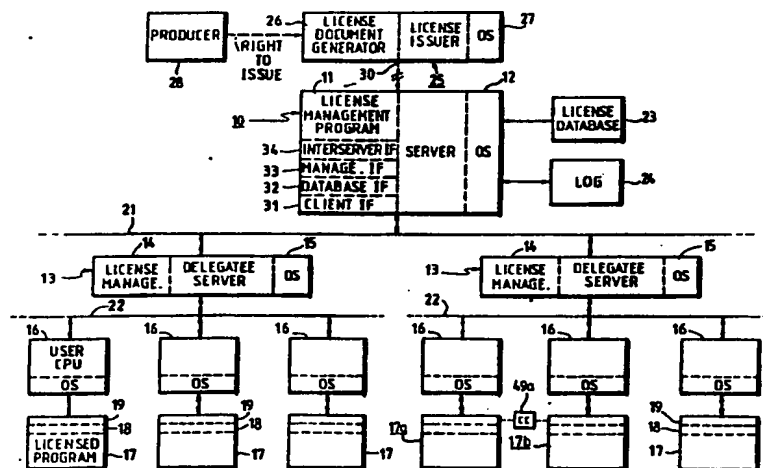 26
LICENSE DOCUMENT GENERATOR
LICENSE ISSUER
OS
27
PRODUCER
28
RIGHT TO ISSUE
30
25
11
12
10
LICENSE MANAGEMENT PROGRAM
SERVER
OS
LICENSE DATABASE
23
34
INTERSERVER IF
33
MANAGE. IF
32
DATABASE IF
31
CLIENT IF
LOG
24
21
14
15
13
LICENSE MANAGE.
DELEGATEE SERVER
OS
14
15
13
LICENSE MANAGE.
DELEGATEE SERVER
OS
22
22
16
USER CPU
OS
16
OS
16
OS
16
OS
16
OS
16
OS
49a
CC
19
18
LICENSED PROGRAM
17
19
18
17
17
17a
17b
19
18
17